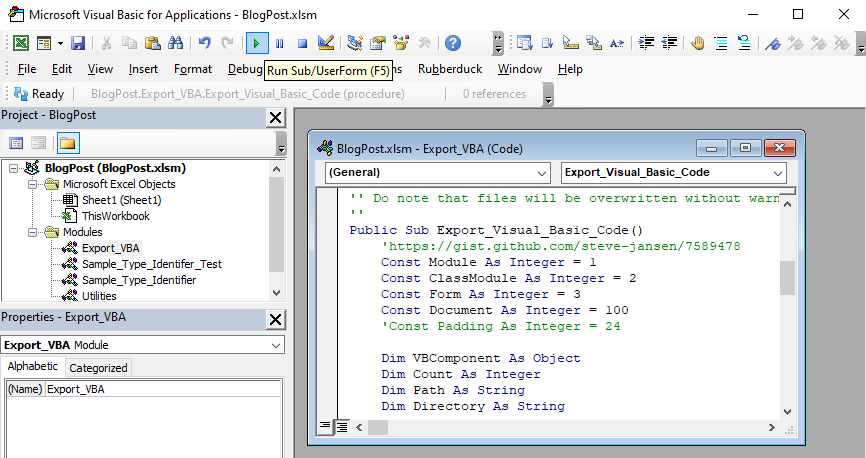 Microsoft Visual Basic for Applications - BlogPost.xlsm
File Edit View Insert Format Debug Rubberduck Window Help
Run Sub/UserForm (F5)
Ready BlogPost.Export_VBA.Export_Visual_Basic_Code (procedure) 0 references
Project - BlogPost
BlogPost (BlogPost.xlsm)
Microsoft Excel Objects
Sheet1 (Sheet1)
ThisWorkbook
Modules
Export_VBA
Sample_Type_Identifer_Test
Sample_Type_Identifier
Utilities
Properties - Export_VBA
Export_VBA Module
Alphabetic Categorized
(Name) Export_VBA
BlogPost.xlsm - Export_VBA (Code)
(General) Export_Visual_Basic_Code
'' Do note that files will be overwritten without warn
''
Public Sub Export_Visual_Basic_Code()
'https://gist.github.com/steve-jansen/7589478
Const Module As Integer = 1
Const ClassModule As Integer = 2
Const Form As Integer = 3
Const Document As Integer = 100
'Const Padding As Integer = 24
Dim VBComponent As Object
Dim Count As Integer
Dim Path As String
Dim Directory As String